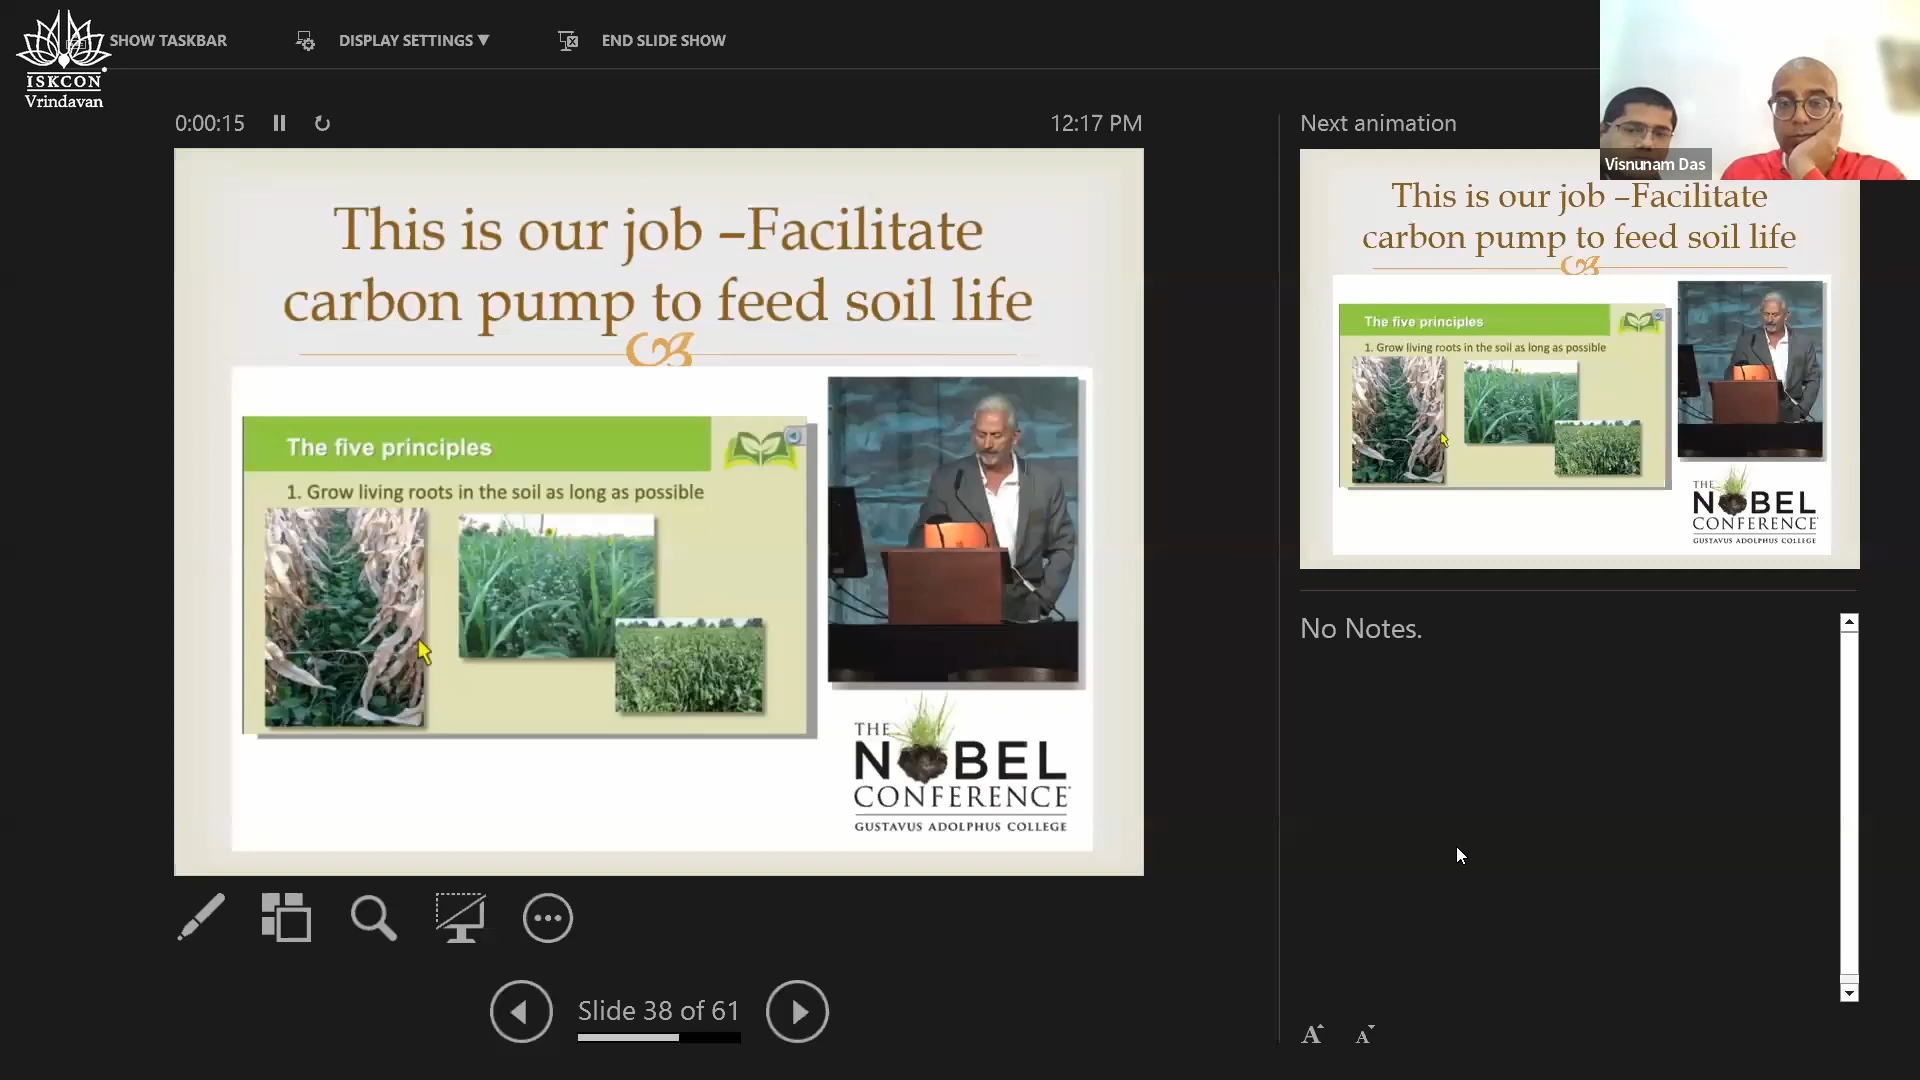 ISKCON
Vrindavan
SHOW TASKBAR
DISPLAY SETTINGS ▼
END SLIDE SHOW
0:00:15
12:17 PM
This is our job –Facilitate
carbon pump to feed soil life
The five principles
1. Grow living roots in the soil as long as possible
THE
NOBEL
CONFERENCE
GUSTAVUS ADOLPHUS COLLEGE
Slide 38 of 61
Next animation
Visnunam Das
This is our job –Facilitate
carbon pump to feed soil life
The five principles
1. Grow living roots in the soil as long as possible
THE
NOBEL
CONFERENCE
GUSTAVUS ADOLPHUS COLLEGE
No Notes.
A A